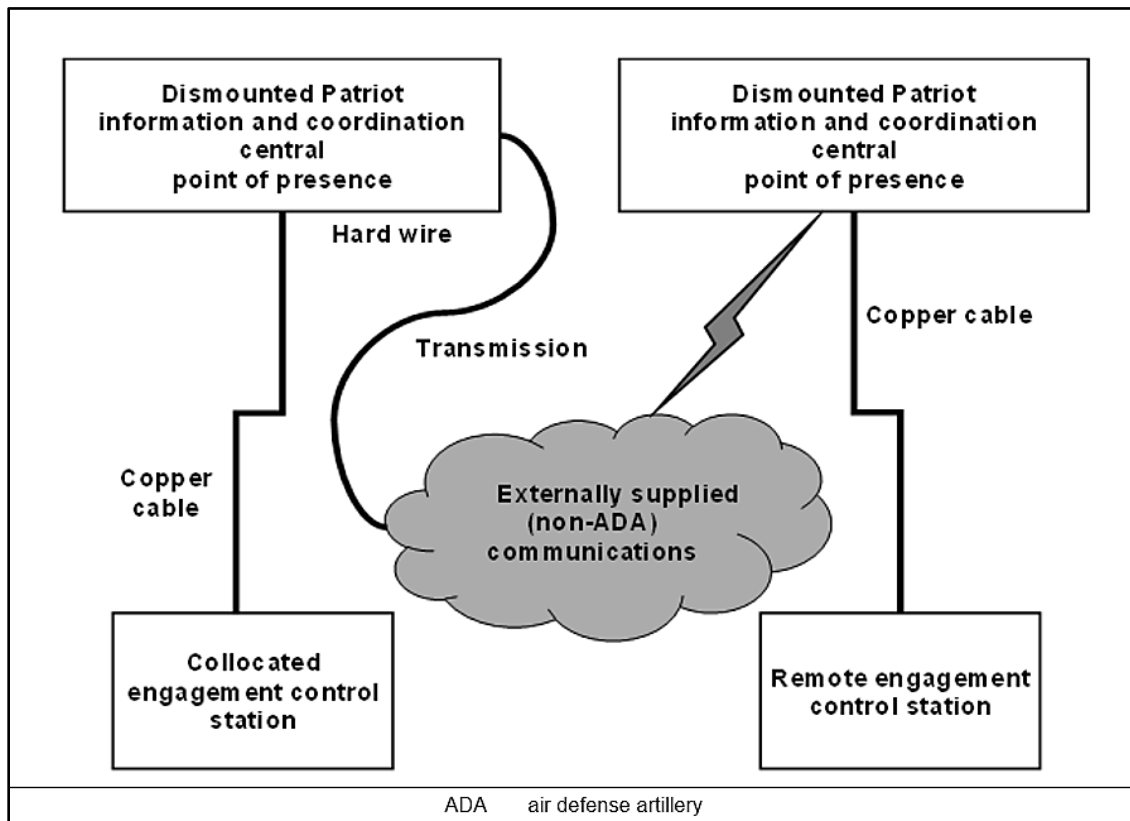 Dismounted Patriot
information and coordination
central
point of presence
Dismounted Patriot
information and coordination
central
point of presence
Hard wire
Transmission
Copper cable
Copper
cable
Externally supplied
(non-ADA)
communications
Collocated
engagement control
station
Remote engagement
control station
ADA air defense artillery